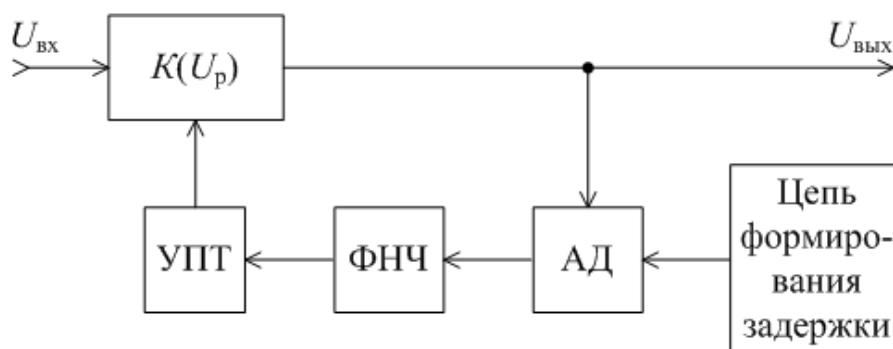 Uвх
K(Uр)
Uвых
УПТ
ФНЧ
АД
Цепь
формиро-
вания
задержки